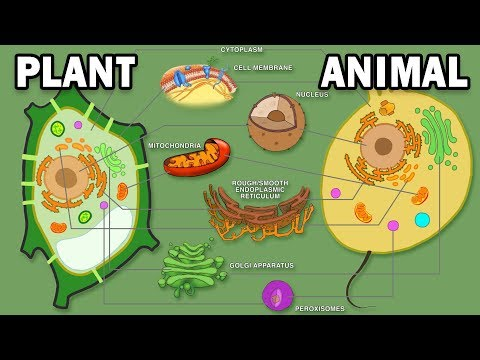 PLANT
ANIMAL
CYTOPLASM
CELL MEMBRANE
NUCLEUS
MITOCHONDRIA
ROUGH/SMOOTH
ENDOPLASMIC
RETICULUM
GOLGI APPARATUS
PEROXISOMES